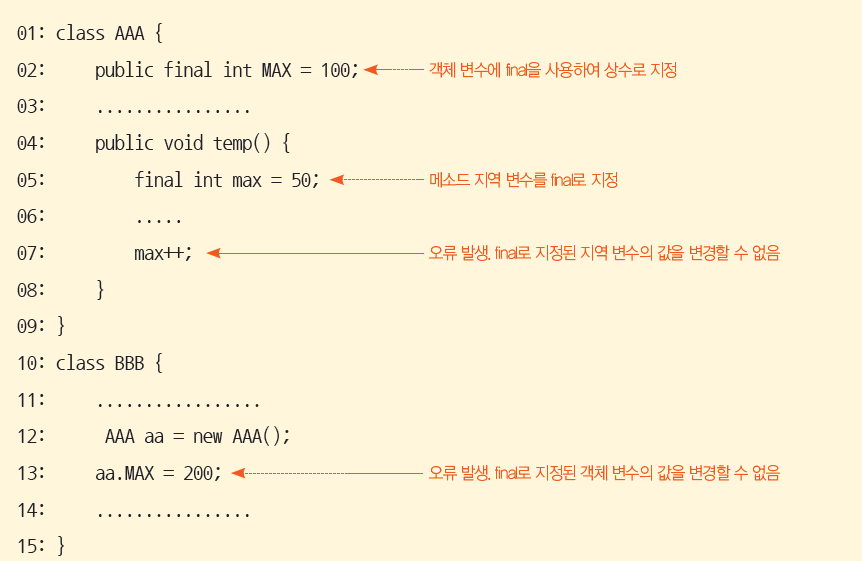 01: class AAA {
02: public final int MAX = 100; 객체 변수에 final을 사용하여 상수로 지정
03: ................
04: public void temp() {
05: final int max = 50; 메소드 지역 변수를 final로 지정
06: .....
07: max++; 오류 발생. final로 지정된 지역 변수의 값을 변경할 수 없음
08: }
09: }
10: class BBB {
11: .................
12: AAA aa = new AAA();
13: aa.MAX = 200; 오류 발생. final로 지정된 객체 변수의 값을 변경할 수 없음
14: ................
15: }